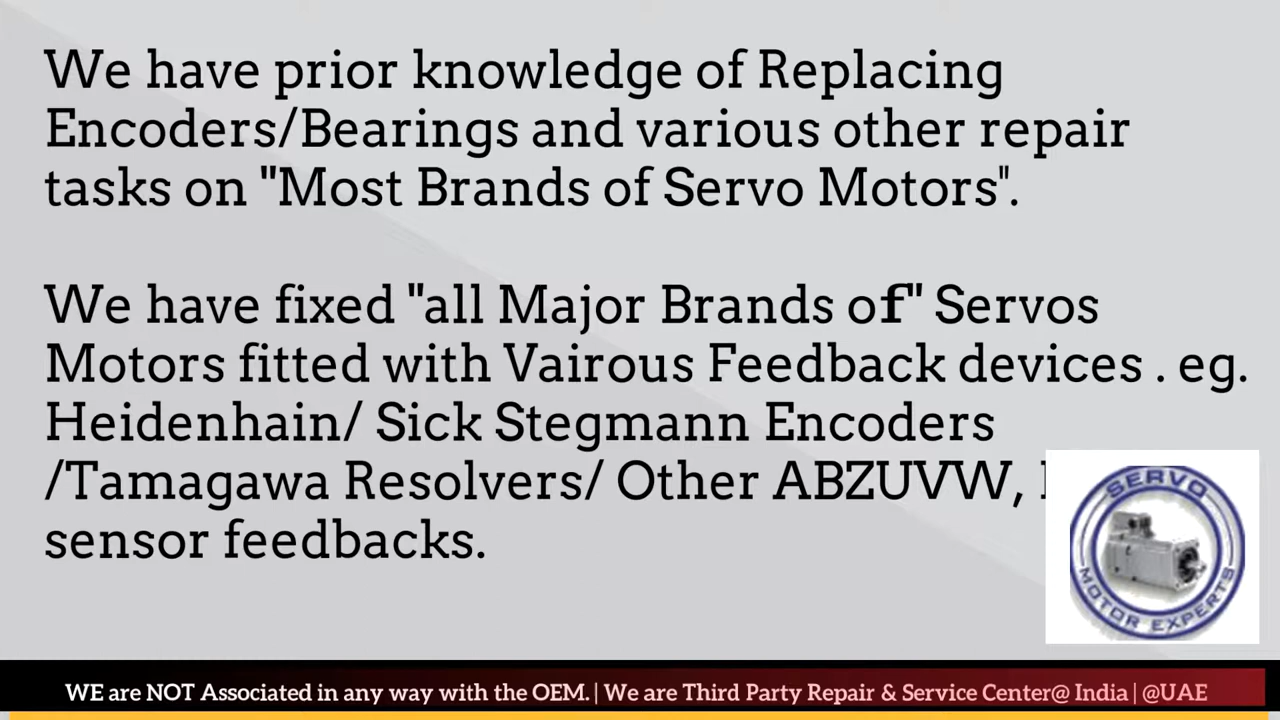 We have prior knowledge of Replacing
Encoders/Bearings and various other repair
tasks on "Most Brands of Servo Motors".
We have fixed "all Major Brands of" Servos
Motors fitted with Vairous Feedback devices . eg.
Heidenhain/ Sick Stegmann Encoders
/Tamagawa Resolvers/ Other ABZUVW,
sensor feedbacks.
SERVO
MOTOR EXPERTS
WE are NOT Associated in any way with the OEM. | We are Third Party Repair & Service Center@ India | @UAE